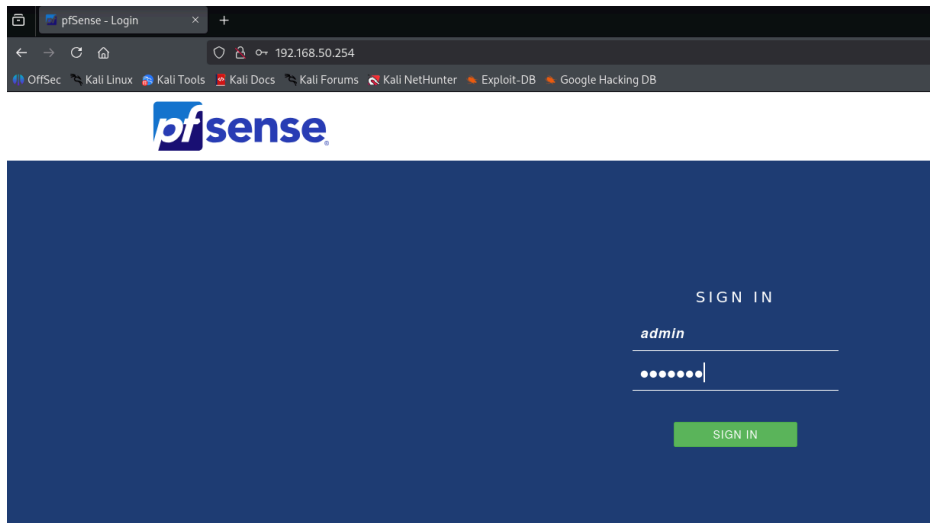 pfSense - Login
192.168.50.254
OffSec Kali Linux Kali Tools Kali Docs Kali Forums Kali NetHunter Exploit-DB Google Hacking DB
pfsense®
SIGN IN
admin
•••••••
SIGN IN